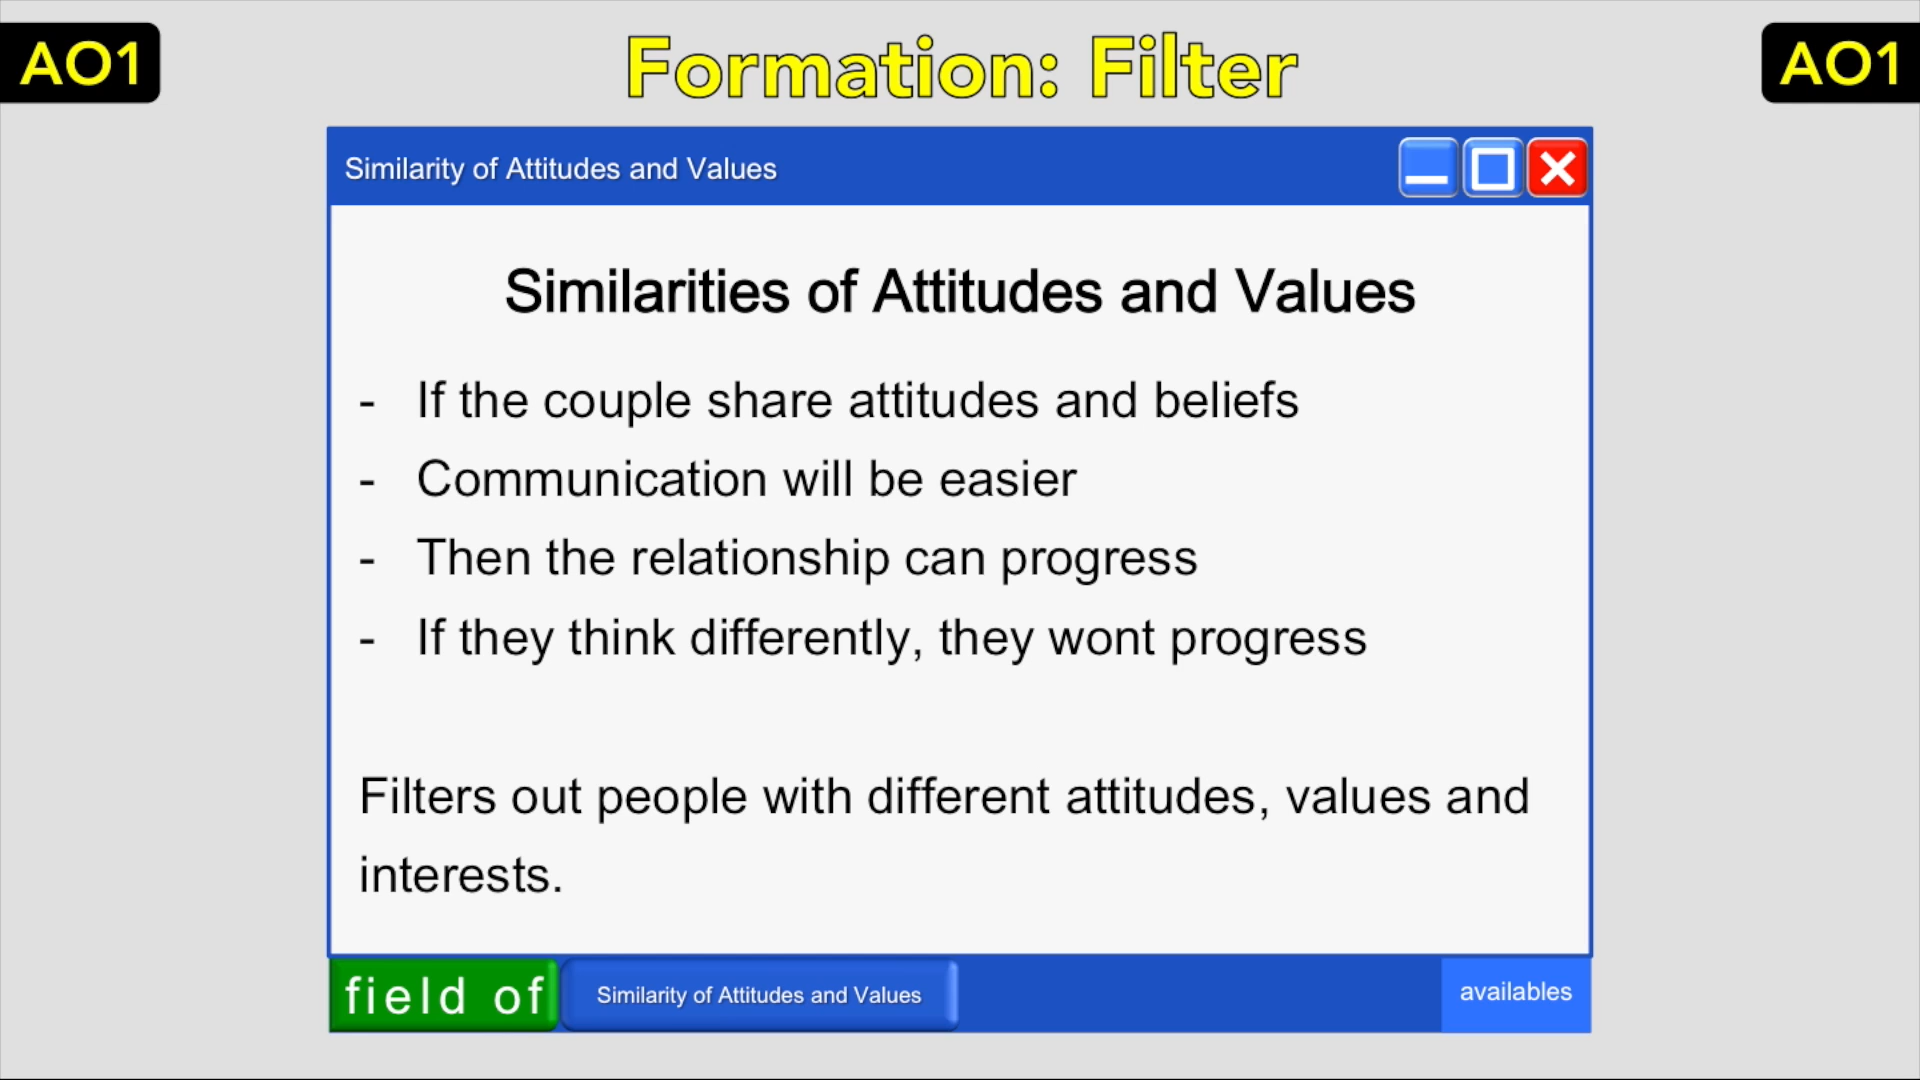 AO1
Formation: Filter
AO1
Similarity of Attitudes and Values
Similarities of Attitudes and Values
- If the couple share attitudes and beliefs
- Communication will be easier
- Then the relationship can progress
- If they think differently, they wont progress
Filters out people with different attitudes, values and
interests.
field of
Similarity of Attitudes and Values
availables